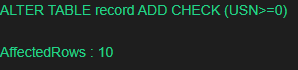 ALTER TABLE record ADD CHECK (USN>=0)
AffectedRows : 10